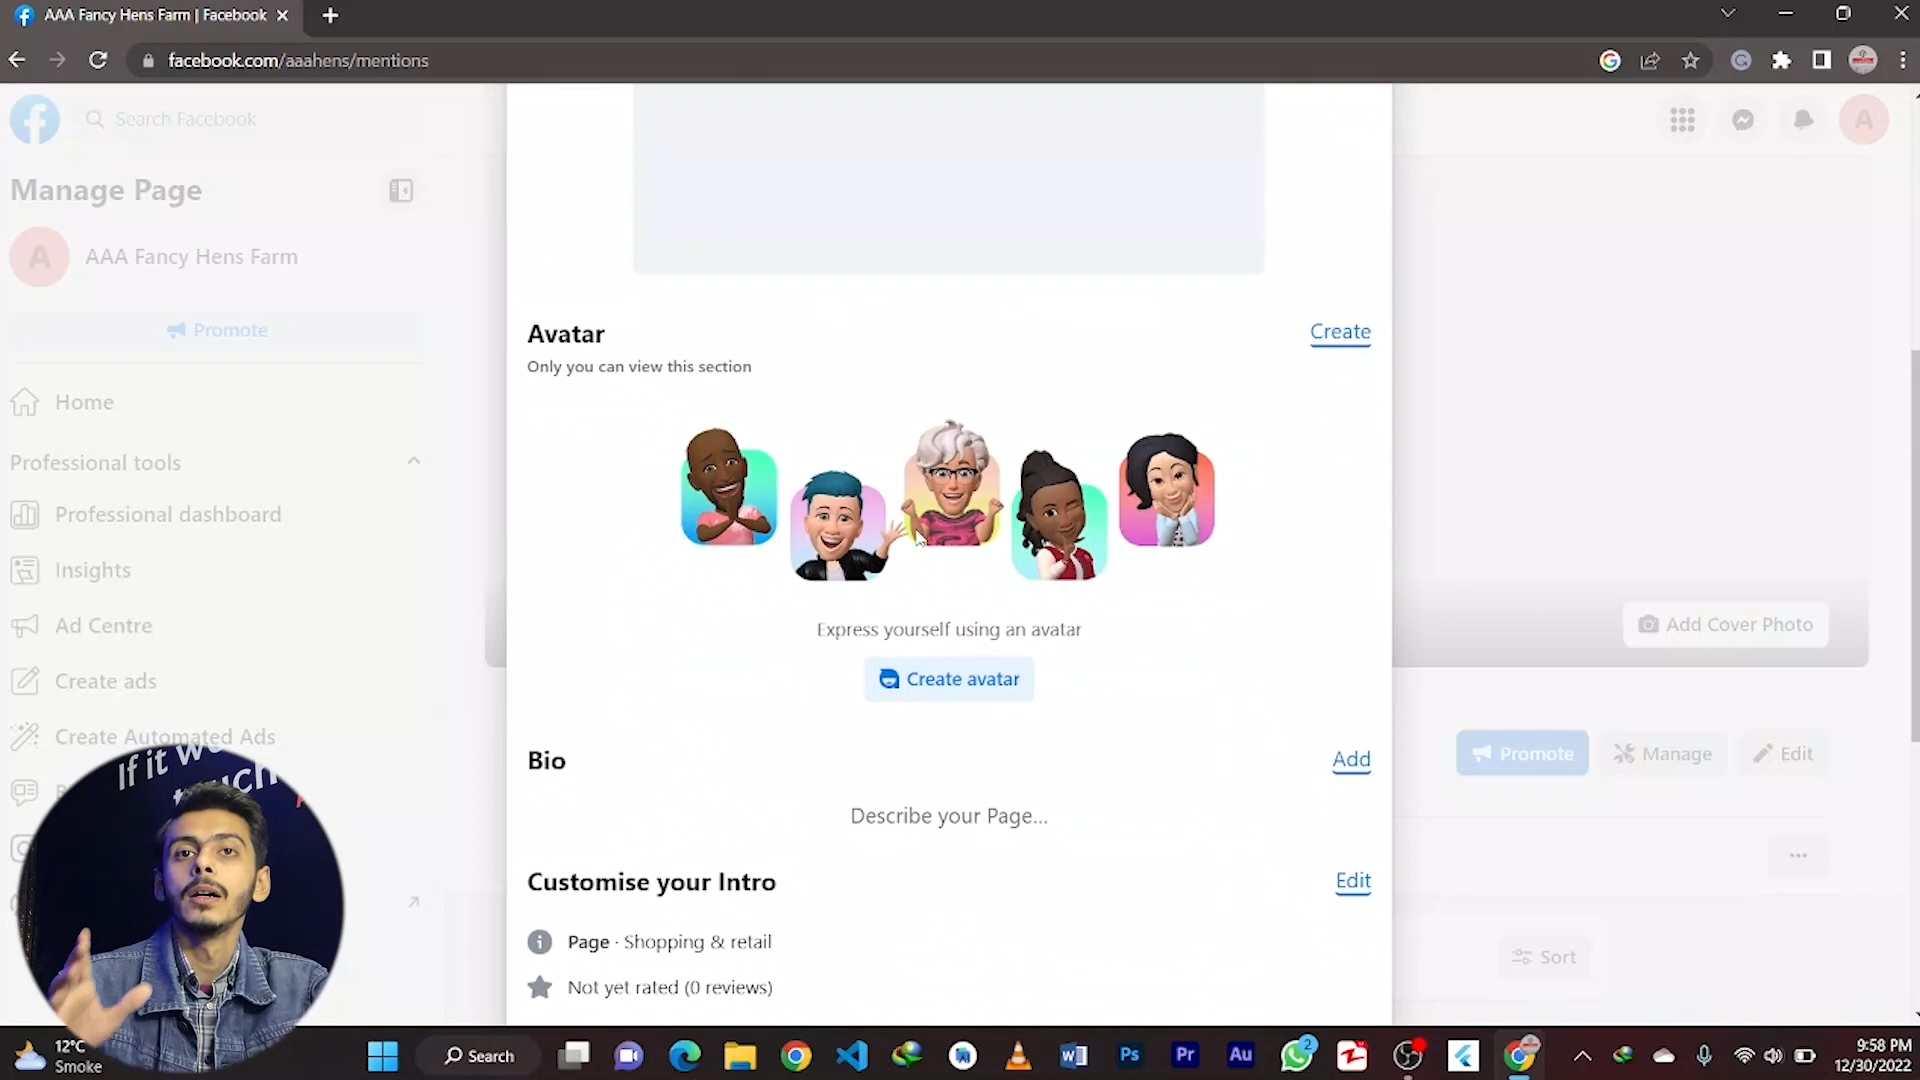 AAA Fancy Hens Farm | Facebook
facebook.com/aaahens/mentions
Search Facebook
A
Manage Page
A
AAA Fancy Hens Farm
Promote
Home
Professional tools
Professional dashboard
Insights
Ad Centre
Create ads
Create Automated Ads
Avatar
Create
Only you can view this section
Express yourself using an avatar
Create avatar
Bio
Add
Describe your Page...
Customise your Intro
Edit
Page · Shopping & retail
Not yet rated (0 reviews)
Add Cover Photo
Promote
Manage
Edit
Sort
If it
12°C
Smoke
Search
Ps
Pr
Au
2
9:58 PM
12/30/2022